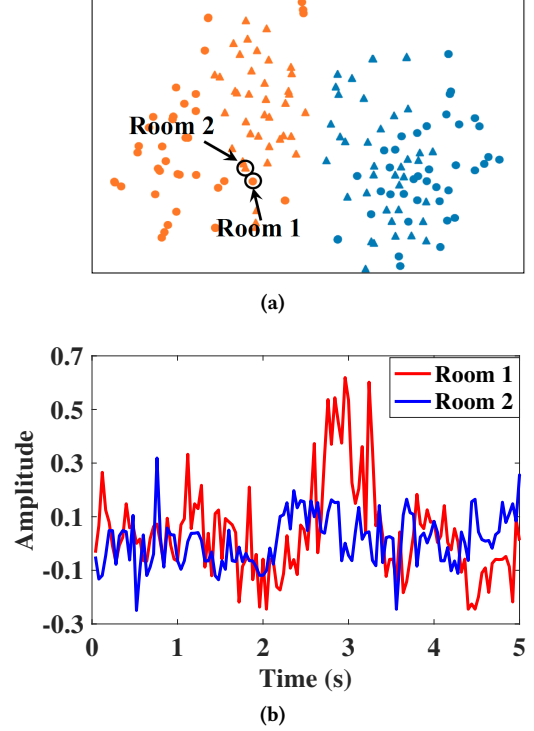 Room 2
Room 1
(a)
0.7
0.5
0.3
0.1
-0.1
-0.3
Amplitude
Room 1
Room 2
0 1 2 3 4 5
Time (s)
(b)